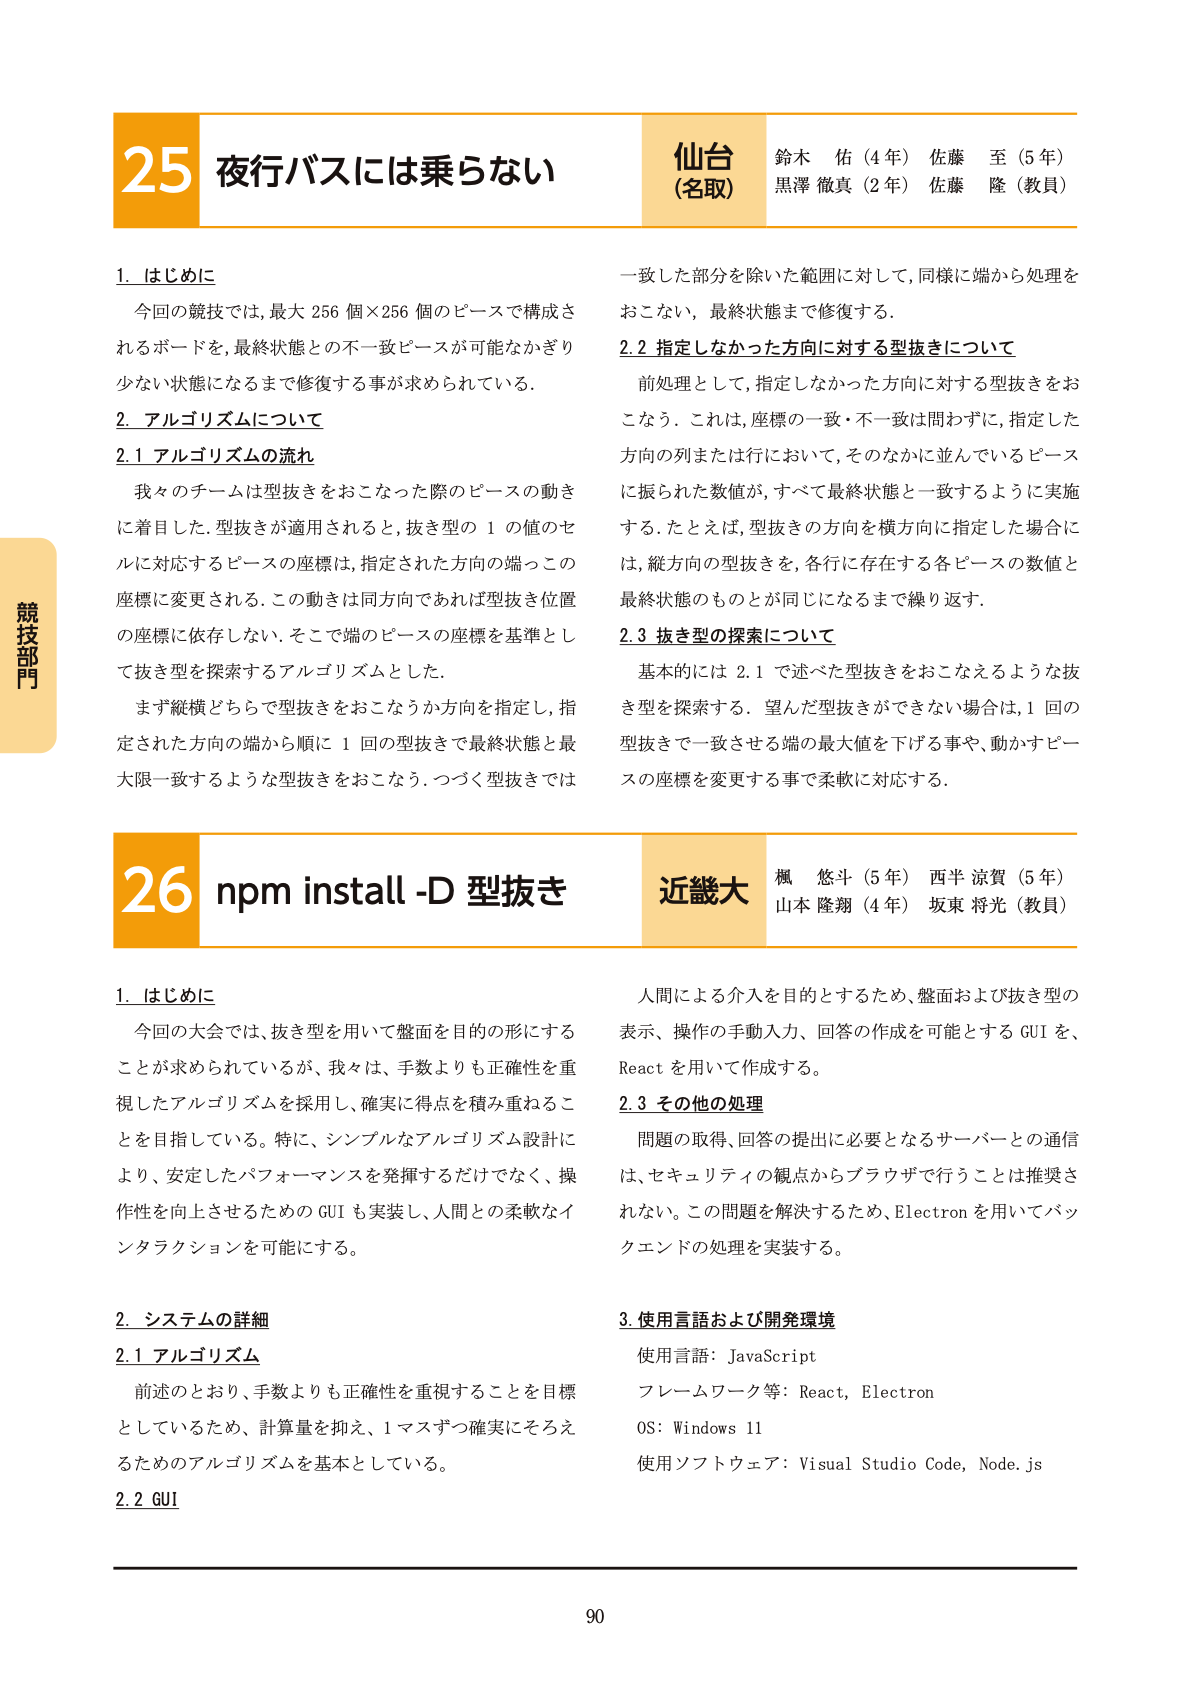 25 夜行バスには乗らない
仙台
(名取)
鈴木　佑（4年）　佐藤　至（5年）
黒澤 徹真（2年）　佐藤　隆（教員）
1. はじめに
今回の競技では,最大 256 個×256 個のピースで構成さ
れるボードを,最終状態との不一致ピースが可能なかぎり
少ない状態になるまで修復する事が求められている.
2. アルゴリズムについて
2.1 アルゴリズムの流れ
我々のチームは型抜きをおこなった際のピースの動き
に着目した.型抜きが適用されると,抜き型の 1 の値のセ
ルに対応するピースの座標は,指定された方向の端っこの
座標に変更される.この動きは同方向であれば型抜き位置
の座標に依存しない.そこで端のピースの座標を基準とし
て抜き型を探索するアルゴリズムとした.
まず縦横どちらで型抜きをおこなうか方向を指定し,指
定された方向の端から順に 1 回の型抜きで最終状態と最
大限一致するような型抜きをおこなう.つづく型抜きでは
一致した部分を除いた範囲に対して,同様に端から処理を
おこない, 最終状態まで修復する.
2.2 指定しなかった方向に対する型抜きについて
前処理として,指定しなかった方向に対する型抜きをお
こなう. これは,座標の一致・不一致は問わずに,指定した
方向の列または行において,そのなかに並んでいるピース
に振られた数値が,すべて最終状態と一致するように実施
する.たとえば,型抜きの方向を横方向に指定した場合に
は,縦方向の型抜きを,各行に存在する各ピースの数値と
最終状態のものとが同じになるまで繰り返す.
2.3 抜き型の探索について
基本的には 2.1 で述べた型抜きをおこなえるような抜
き型を探索する. 望んだ型抜きができない場合は,1 回の
型抜きで一致させる端の最大値を下げる事や、動かすピー
スの座標を変更する事で柔軟に対応する.
競技部門
26 npm install -D 型抜き
近畿大
楓　悠斗（5年）　西半 涼賀（5年）
山本 隆翔（4年）　坂東 将光（教員）
1. はじめに
今回の大会では、抜き型を用いて盤面を目的の形にする
ことが求められているが、我々は、手数よりも正確性を重
視したアルゴリズムを採用し、確実に得点を積み重ねるこ
とを目指している。特に、シンプルなアルゴリズム設計に
より、安定したパフォーマンスを発揮するだけでなく、操
作性を向上させるための GUI も実装し、人間との柔軟なイ
ンタラクションを可能にする。
2. システムの詳細
2.1 アルゴリズム
前述のとおり、手数よりも正確性を重視することを目標
としているため、計算量を抑え、1マスずつ確実にそろえ
るためのアルゴリズムを基本としている。
2.2 GUI
人間による介入を目的とするため、盤面および抜き型の
表示、操作の手動入力、回答の作成を可能とする GUI を、
React を用いて作成する。
2.3 その他の処理
問題の取得、回答の提出に必要となるサーバーとの通信
は、セキュリティの観点からブラウザで行うことは推奨さ
れない。この問題を解決するため、Electron を用いてバッ
クエンドの処理を実装する。
3.使用言語および開発環境
使用言語: JavaScript
フレームワーク等: React, Electron
OS: Windows 11
使用ソフトウェア: Visual Studio Code, Node.js
90